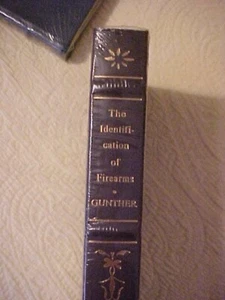 The
Identifi-
cation
of
Firearms
GUNTHER